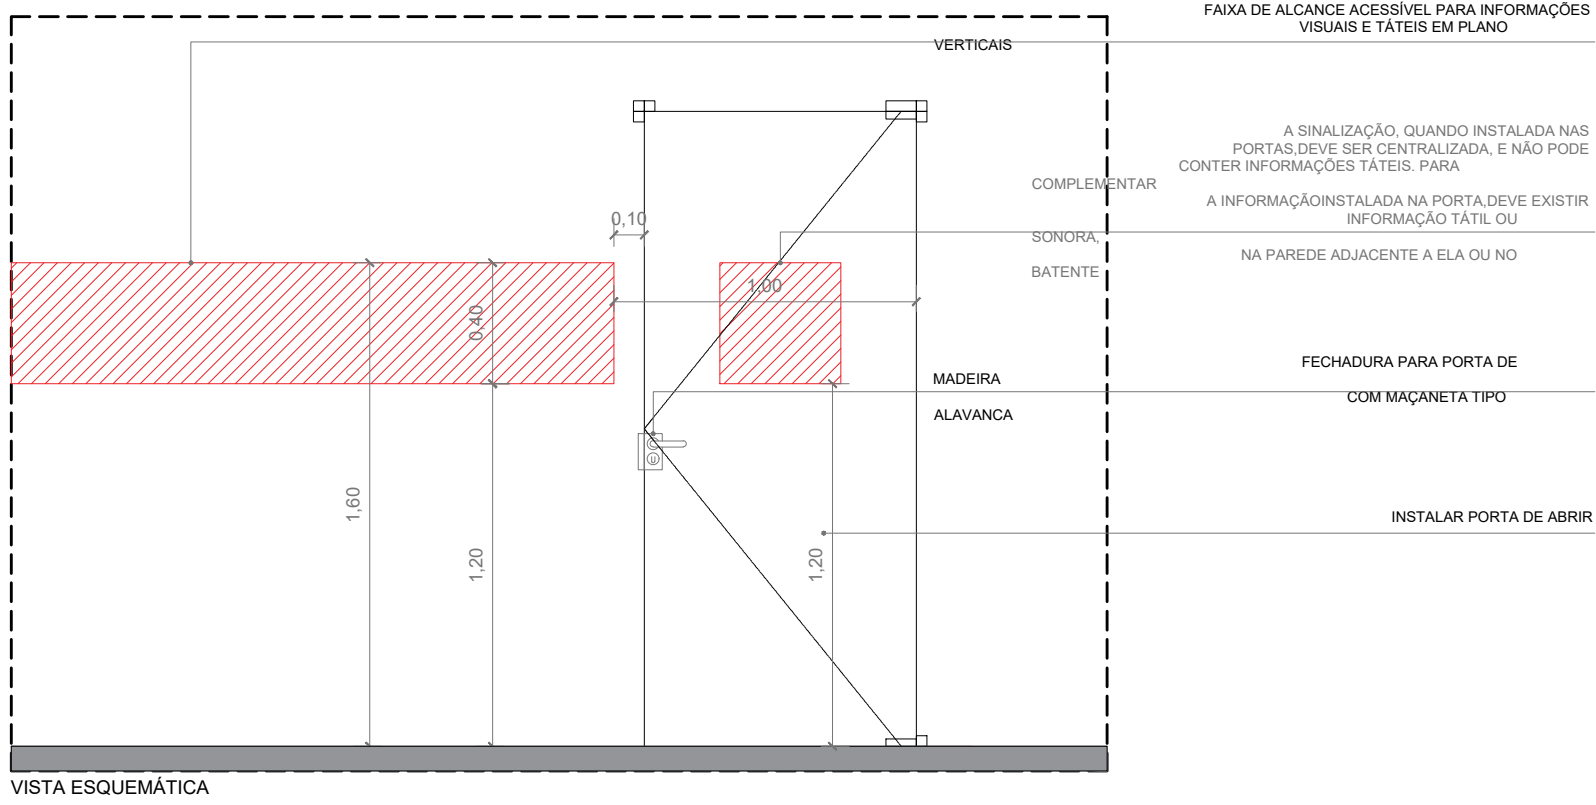 FAIXA DE ALCANCE ACESSÍVEL PARA INFORMAÇÕES
VISUAIS E TÁTEIS EM PLANO
VERTICAIS
A SINALIZAÇÃO, QUANDO INSTALADA NAS
PORTAS,DEVE SER CENTRALIZADA, E NÃO PODE
CONTER INFORMAÇÕES TÁTEIS. PARA
COMPLEMENTAR
A INFORMAÇÃOINSTALADA NA PORTA,DEVE EXISTIR
INFORMAÇÃO TÁTIL OU
SONORA,
NA PAREDE ADJACENTE A ELA OU NO
BATENTE
0,10
1,00
0,40
FECHADURA PARA PORTA DE
MADEIRA
COM MAÇANETA TIPO
ALAVANCA
1,60
1,20
1,20
INSTALAR PORTA DE ABRIR
VISTA ESQUEMÁTICA